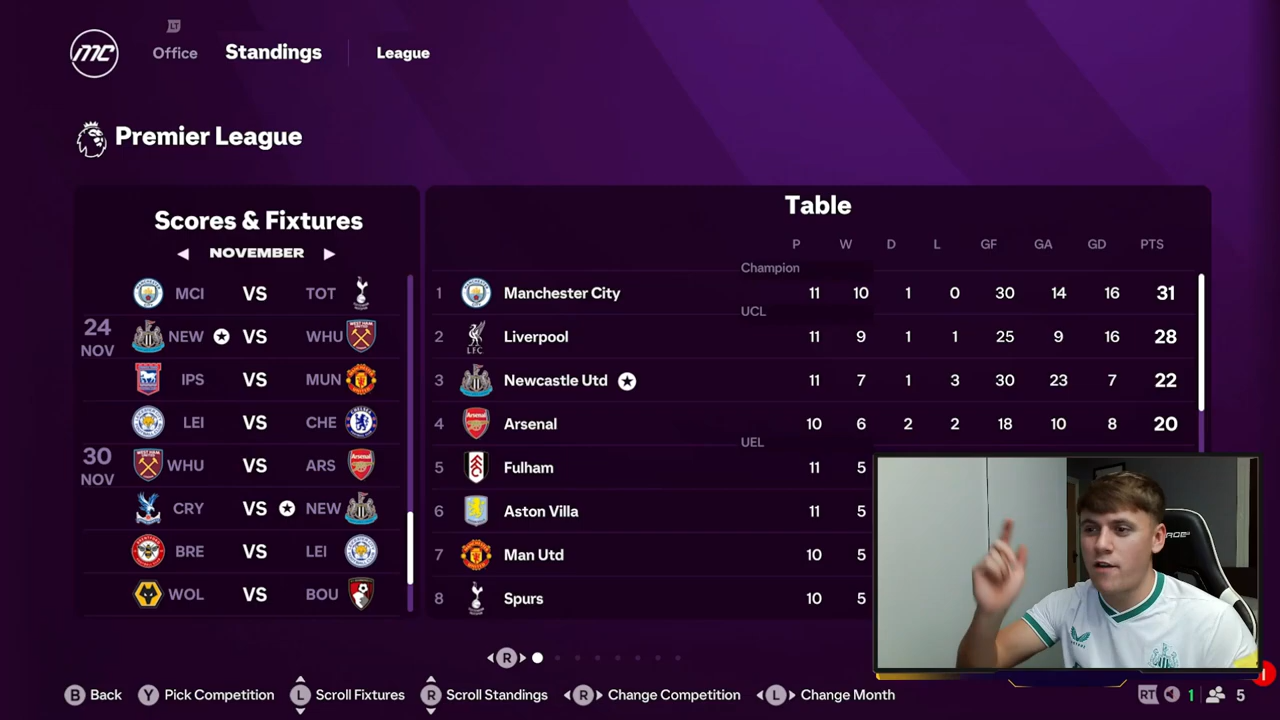 MC LT Office Standings League
Premier League
Scores & Fixtures
NOVEMBER
MCI VS TOT
24 NOV NEW VS WHU
IPS VS MUN
LEI VS CHE
30 NOV WHU VS ARS
CRY VS NEW
BRE VS LEI
WOL VS BOU
Table
P W D L GF GA GD PTS
Champion
1 Manchester City 11 10 1 0 30 14 16 31
UCL
2 Liverpool 11 9 1 1 25 9 16 28
3 Newcastle Utd 11 7 1 3 30 23 7 22
4 Arsenal 10 6 2 2 18 10 8 20
UEL
5 Fulham 11 5
6 Aston Villa 11 5
7 Man Utd 10 5
8 Spurs 10 5
R
B Back Y Pick Competition L Scroll Fixtures R Scroll Standings R Change Competition L Change Month RT 1 5